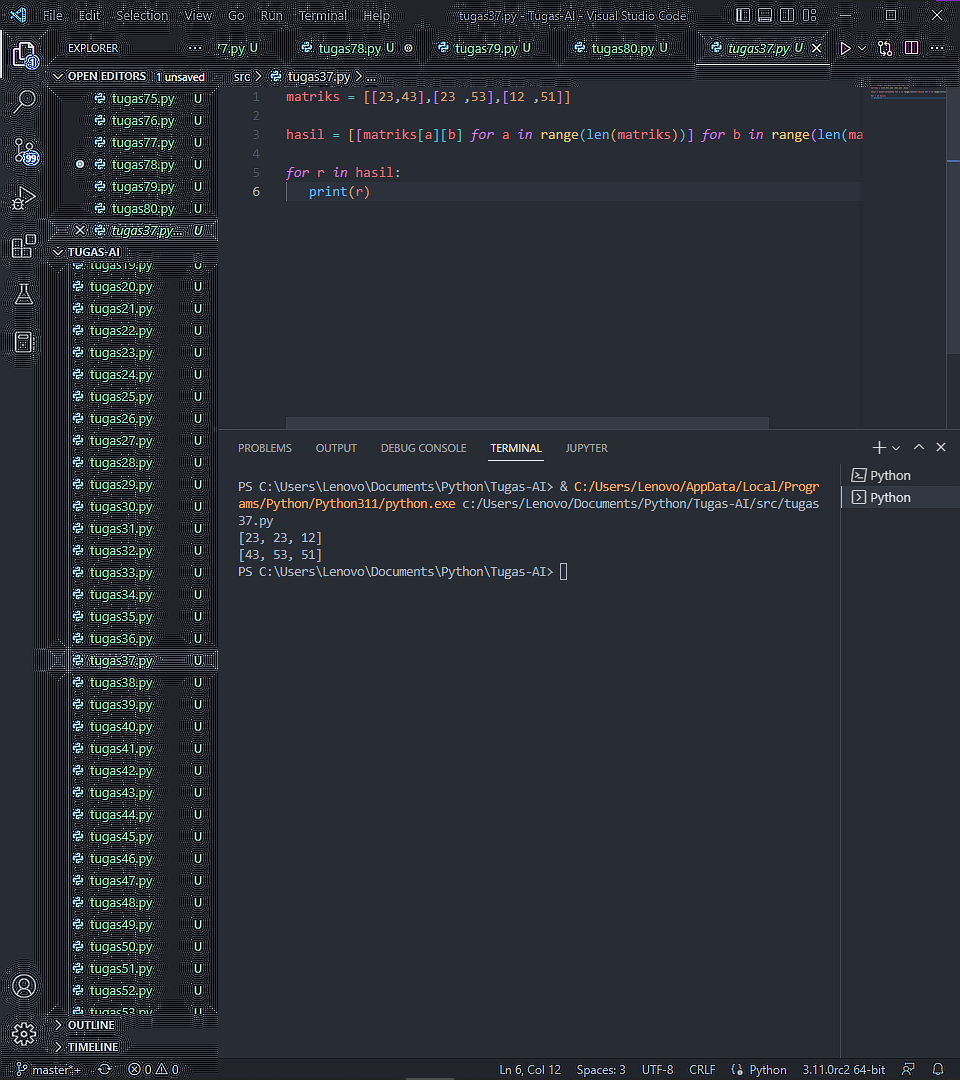 File Edit Selection View Go Run Terminal Help tugas37.py - Tugas-AI - Visual Studio Code
EXPLORER ... 77.py U tugas78.py U tugas79.py U tugas80.py U tugas37.py U
OPEN EDITORS 1 unsaved
tugas75.py U
tugas76.py U
tugas77.py U
tugas78.py U
tugas79.py U
tugas80.py U
tugas37.py... U
TUGAS-AI
tugas19.py U
tugas20.py U
tugas21.py U
tugas22.py U
tugas23.py U
tugas24.py U
tugas25.py U
tugas26.py U
tugas27.py U
tugas28.py U
tugas29.py U
tugas30.py U
tugas31.py U
tugas32.py U
tugas33.py U
tugas34.py U
tugas35.py U
tugas36.py U
tugas37.py U
tugas38.py U
tugas39.py U
tugas40.py U
tugas41.py U
tugas42.py U
tugas43.py U
tugas44.py U
tugas45.py U
tugas46.py U
tugas47.py U
tugas48.py U
tugas49.py U
tugas50.py U
tugas51.py U
tugas52.py U
tugas53.py U
OUTLINE
TIMELINE
1
99
src > tugas37.py > ...
1 matriks = [[23,43],[23 ,53],[12 ,51]]
2
3 hasil = [[matriks[a][b] for a in range(len(matriks))] for b in range(len(ma
4
5 for r in hasil:
6 print(r)
PROBLEMS OUTPUT DEBUG CONSOLE TERMINAL JUPYTER
PS C:\Users\Lenovo\Documents\Python\Tugas-AI> & C:/Users/Lenovo/AppData/Local/Progr
ams/Python/Python311/python.exe c:/Users/Lenovo/Documents/Python/Tugas-AI/src/tugas
37.py
[23, 23, 12]
[43, 53, 51]
PS C:\Users\Lenovo\Documents\Python\Tugas-AI>
Python
Python
master*+ 0 0 Ln 6, Col 12 Spaces: 3 UTF-8 CRLF Python 3.11.0rc2 64-bit